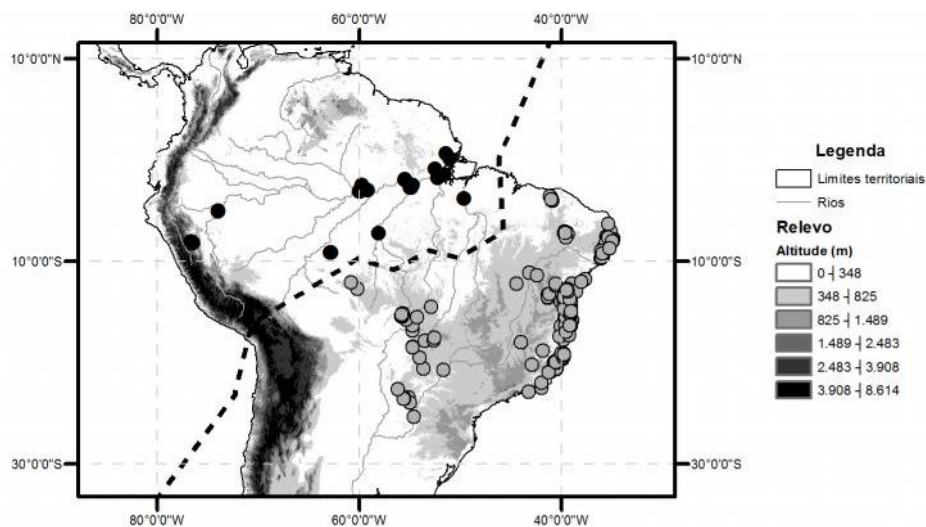 80°0'0"W 60°0'0"W 40°0'0"W
10°0'0"N 10°0'0"N
10°0'0"S 10°0'0"S
30°0'0"S 30°0'0"S
80°0'0"W 60°0'0"W 40°0'0"W
Legenda
Limites territoriais
Rios
Relevo
Altitude (m)
0 ┤ 348
348 ┤ 825
825 ┤ 1.489
1.489 ┤ 2.483
2.483 ┤ 3.908
3.908 ┤ 8.614